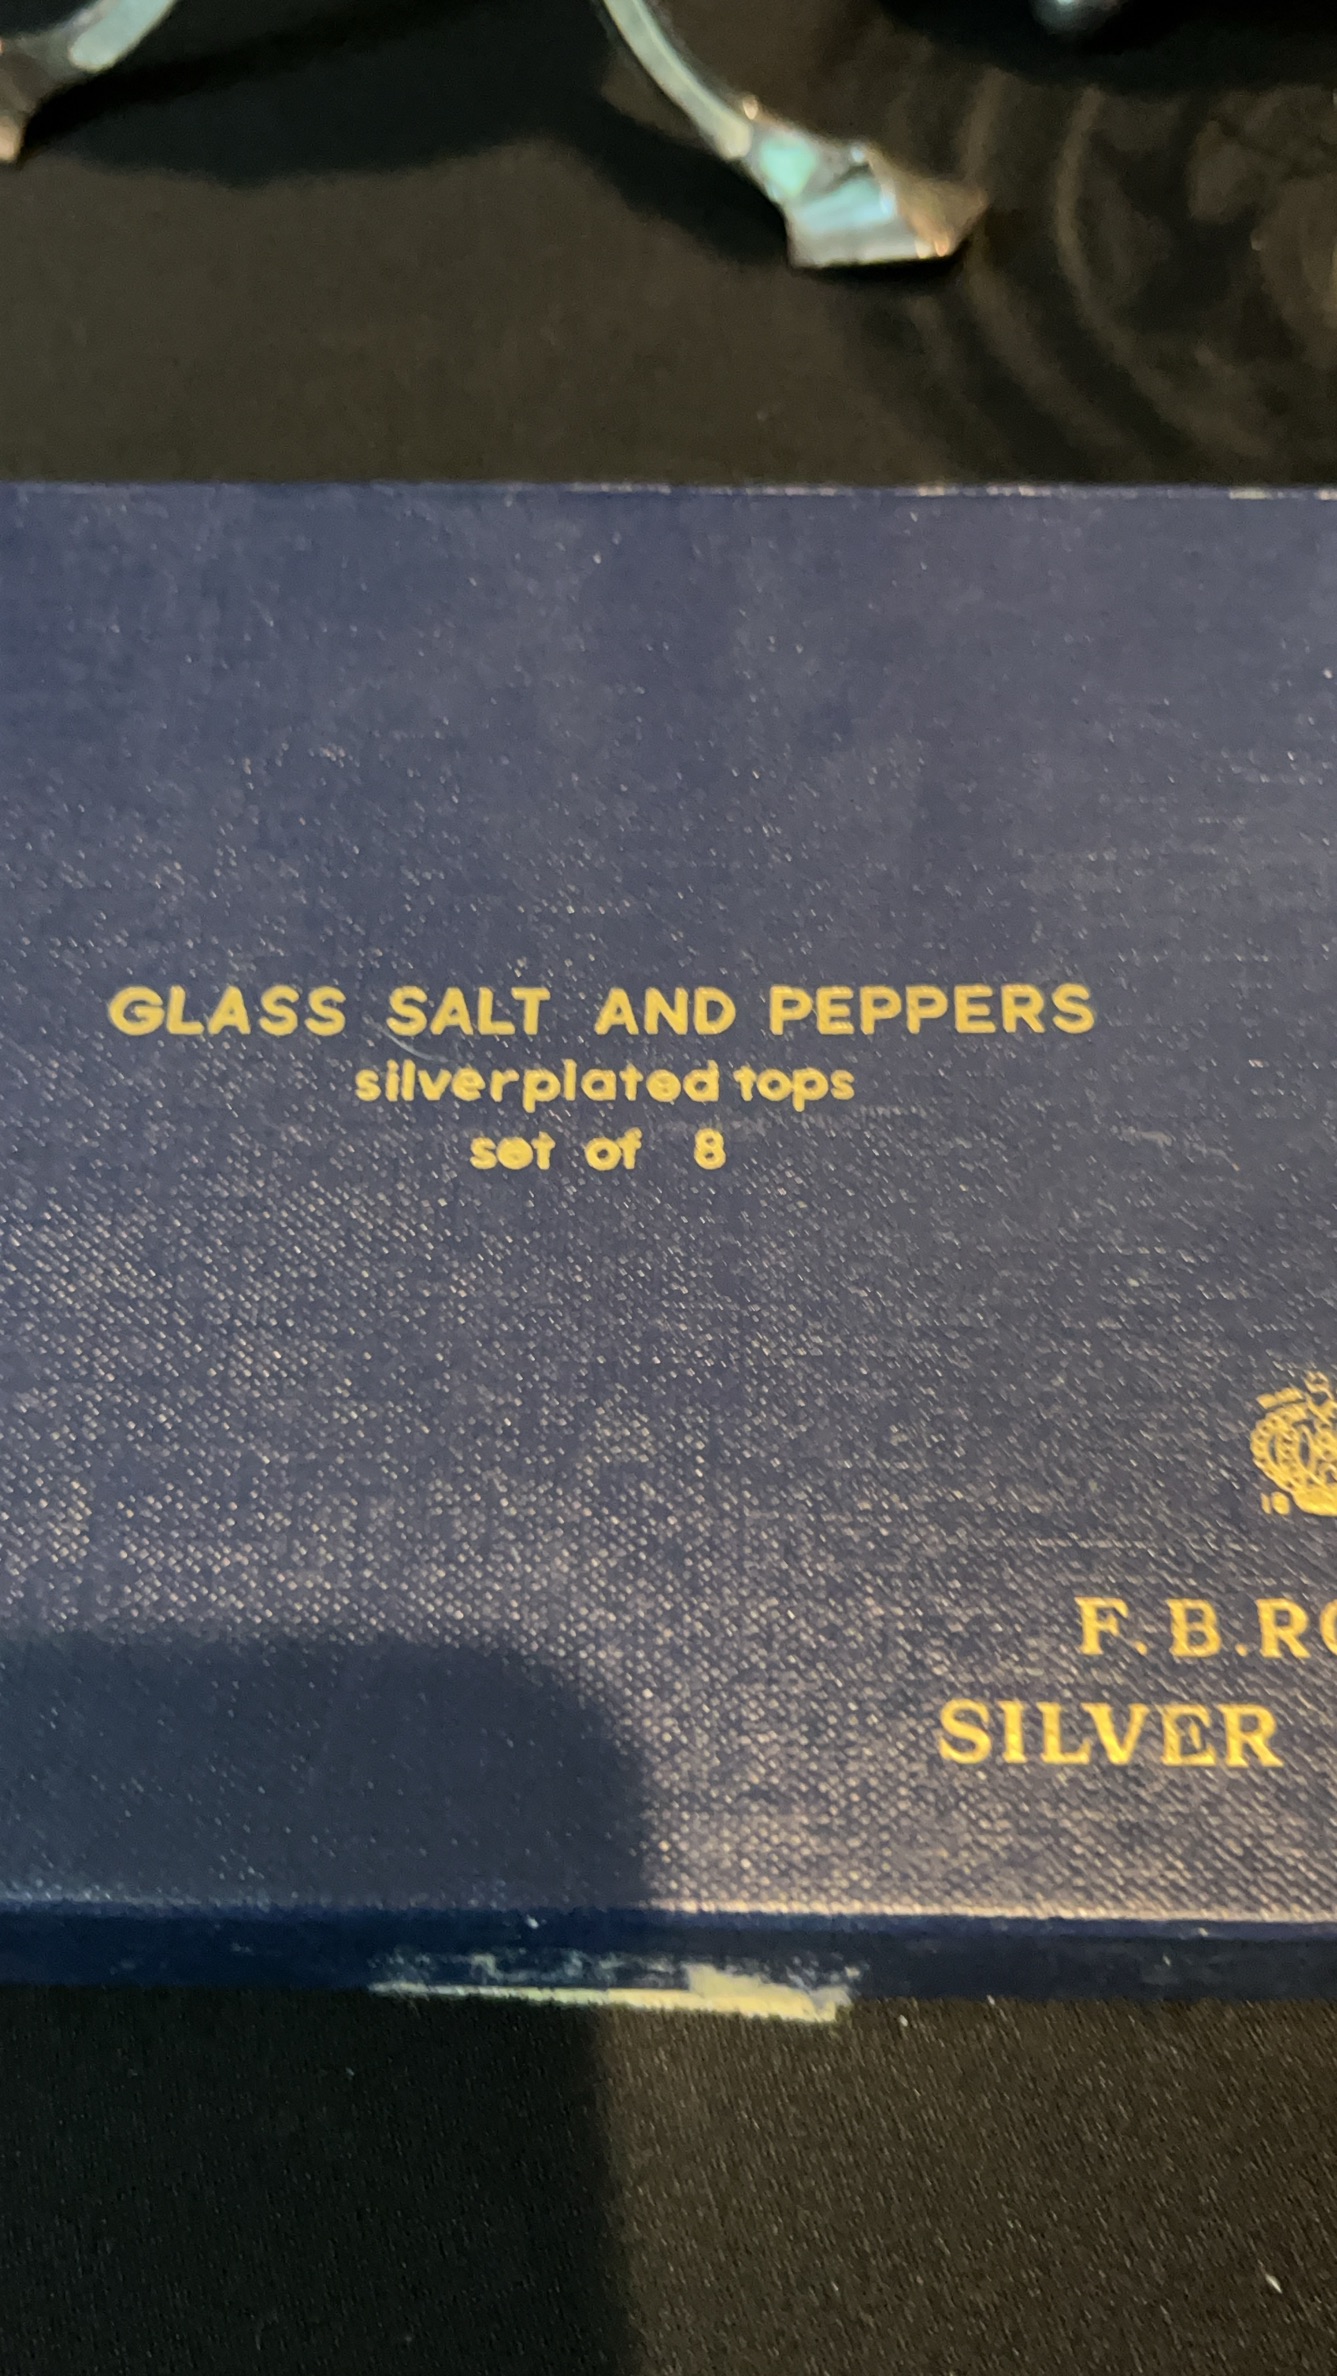 GLASS SALT AND PEPPERS
silverplated tops
set of 8
F.B.
SILVER